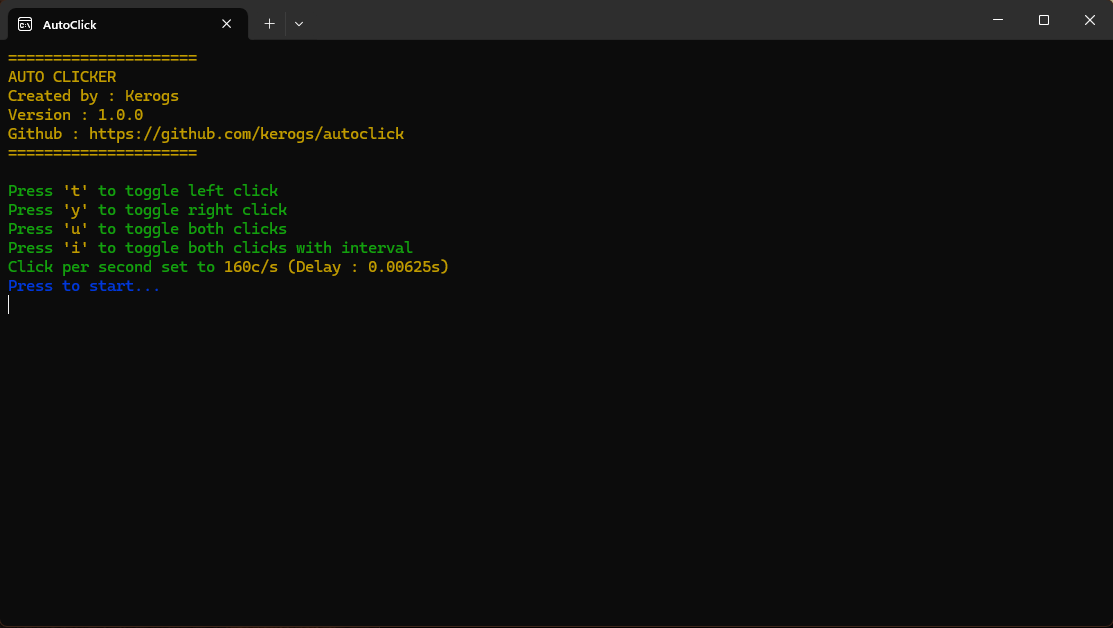 AutoClick
=====================
AUTO CLICKER
Created by : Kerogs
Version : 1.0.0
Github : https://github.com/kerogs/autoclick
=====================
Press 't' to toggle left click
Press 'y' to toggle right click
Press 'u' to toggle both clicks
Press 'i' to toggle both clicks with interval
Click per second set to 160c/s (Delay : 0.00625s)
Press to start...